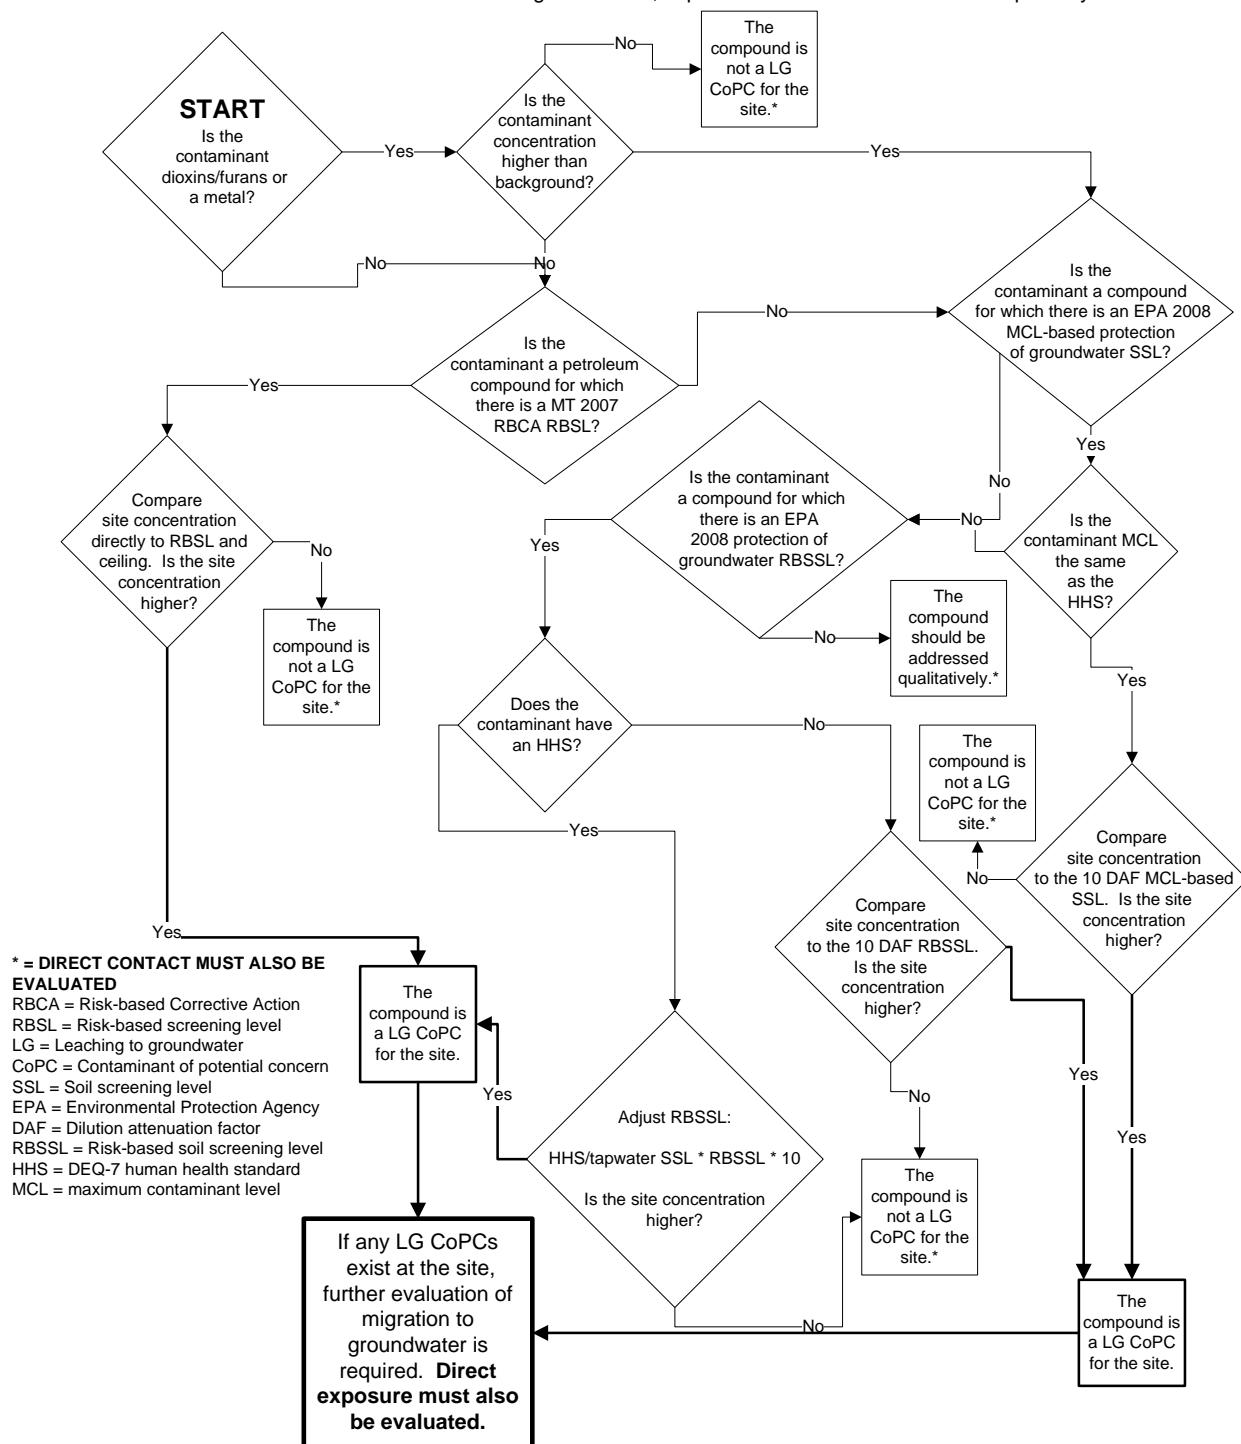 The
compound is
not a LG
CoPC for the
site.*
No
START
Is the
contaminant
dioxins/furans or
a metal?
Yes
Is the
contaminant
concentration
higher than
background?
Yes
No
No
Is the
contaminant a petroleum
compound for which
there is a MT 2007
RBCA RBSL?
No
Is the
contaminant a compound
for which there is an EPA 2008
MCL-based protection
of groundwater SSL?
Yes
Yes
No
Compare
site concentration
directly to RBSL and
ceiling. Is the site
concentration
higher?
No
The
compound is
not a LG
CoPC for the
site.*
Is the contaminant
a compound for which
there is an EPA
2008 protection of
groundwater RBSSL?
Yes
No
Is the
contaminant MCL
the same
as the
HHS?
No
The
compound
should be
addressed
qualitatively.*
Yes
Does the
contaminant have
an HHS?
No
Yes
The
compound is
not a LG
CoPC for the
site.*
No
Compare
site concentration
to the 10 DAF MCL-based
SSL. Is the site
concentration
higher?
Compare
site concentration
to the 10 DAF RBSSL.
Is the site
concentration
higher?
Yes
* = DIRECT CONTACT MUST ALSO BE
EVALUATED
RBCA = Risk-based Corrective Action
RBSL = Risk-based screening level
LG = Leaching to groundwater
CoPC = Contaminant of potential concern
SSL = Soil screening level
EPA = Environmental Protection Agency
DAF = Dilution attenuation factor
RBSSL = Risk-based soil screening level
HHS = DEQ-7 human health standard
MCL = maximum contaminant level
The
compound is
a LG CoPC
for the site.
Yes
Adjust RBSSL:
HHS/tapwater SSL * RBSSL * 10
Is the site concentration
higher?
No
Yes
Yes
The
compound is
not a LG
CoPC for the
site.*
No
If any LG CoPCs
exist at the site,
further evaluation of
migration to
groundwater is
required. Direct
exposure must also
be evaluated.
The
compound is
a LG CoPC
for the site.